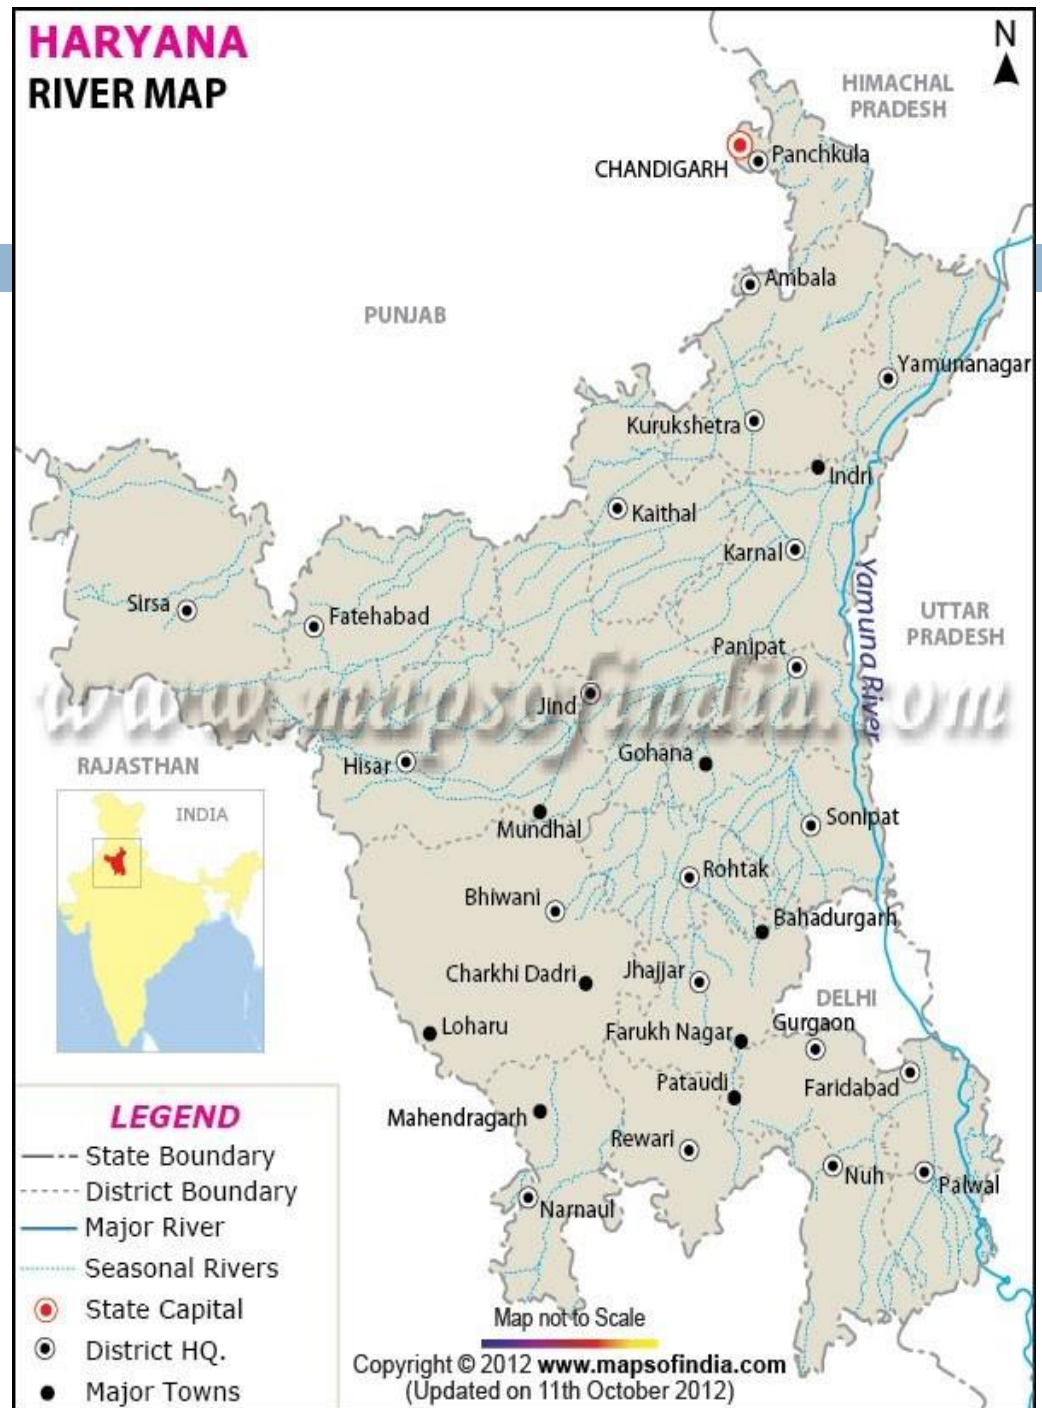 HARYANA
RIVER MAP
N
HIMACHAL
PRADESH
CHANDIGARH
Panchkula
Ambala
PUNJAB
Yamunanagar
Kurukshetra
Indri
Kaithal
Karnal
Yamuna River
Sirsa
Fatehabad
UTTAR
PRADESH
Panipat
www.mapsofindia.com
Jind
Gohana
Hisar
RAJASTHAN
INDIA
Mundhal
Sonipat
Rohtak
Bhiwani
Bahadurgarh
Charkhi Dadri
Jhajjar
DELHI
Loharu
Farukh Nagar
Gurgaon
Pataudi
Faridabad
Mahendragarh
Rewari
Nuh
Palwal
Narnaul
LEGEND
State Boundary
District Boundary
Major River
Seasonal Rivers
State Capital
District HQ.
Major Towns
Map not to Scale
Copyright © 2012 www.mapsofindia.com
(Updated on 11th October 2012)